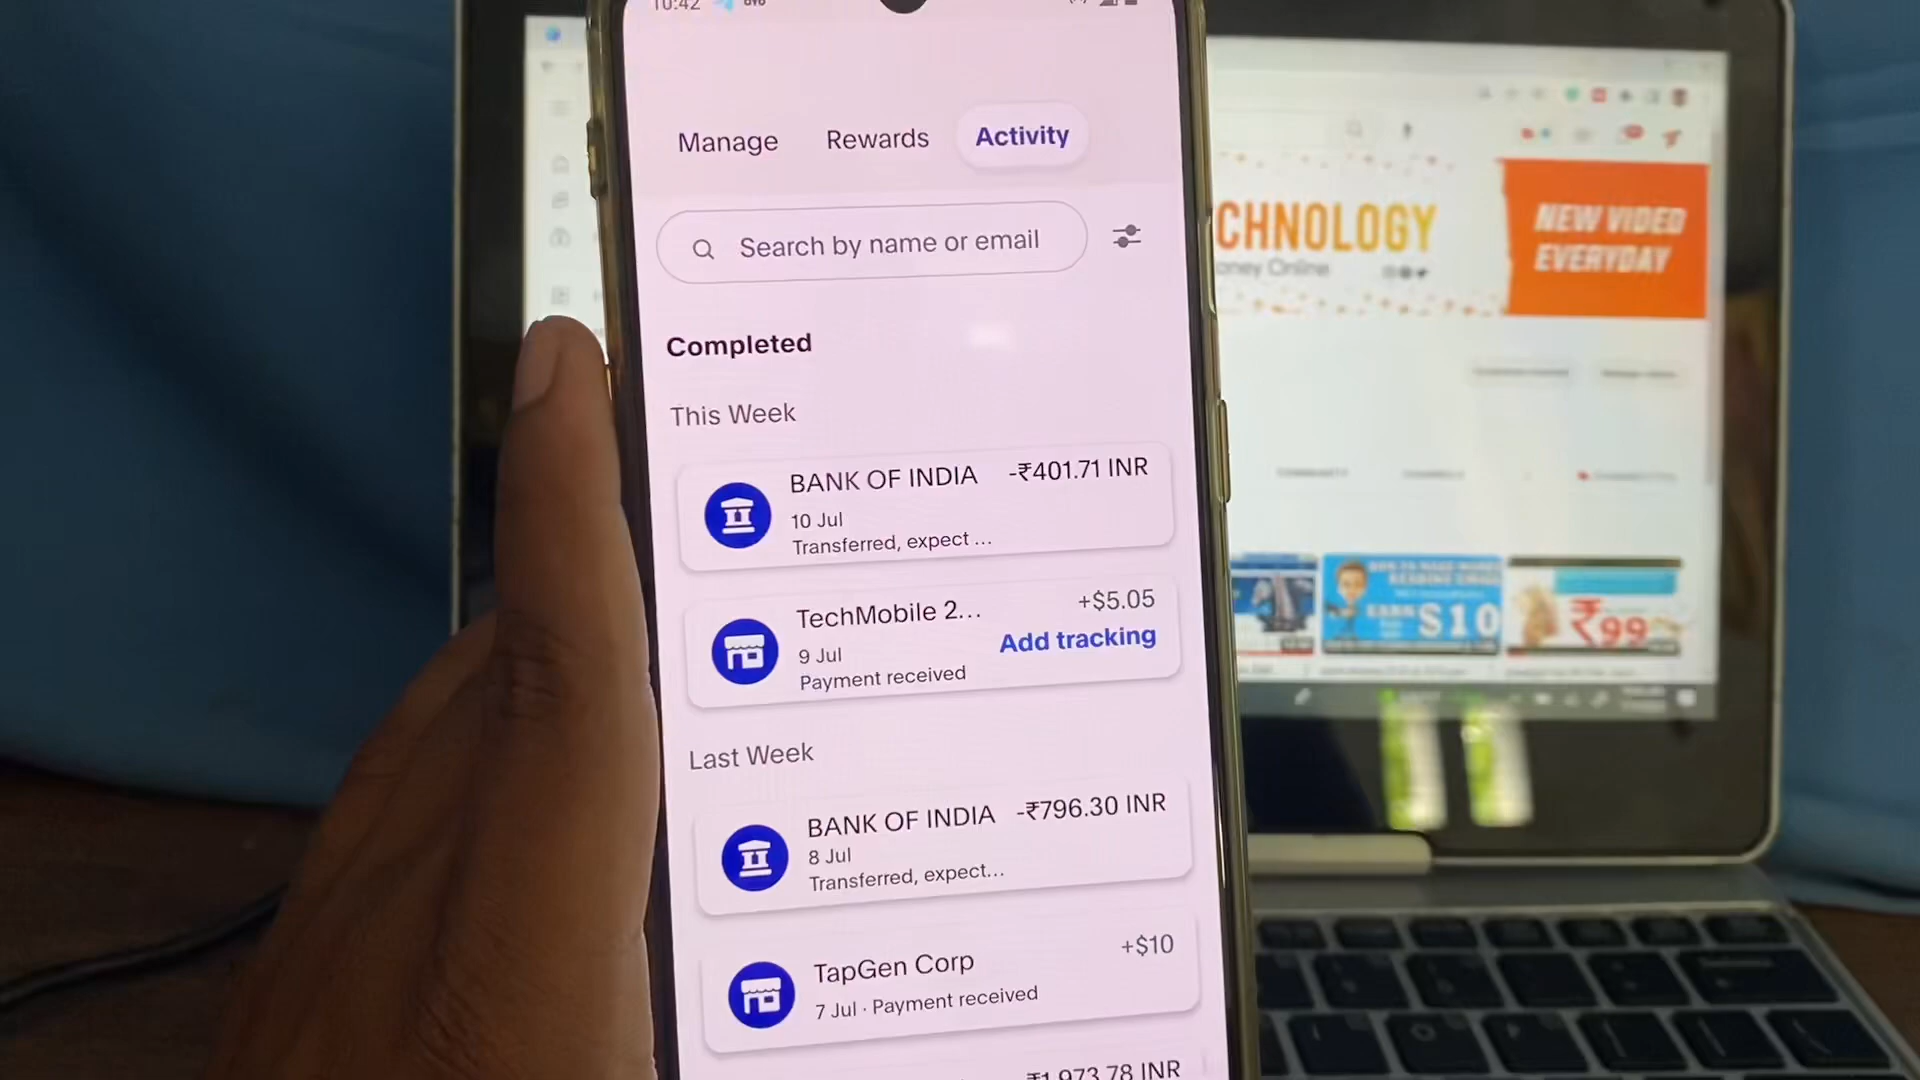 10:42
Manage Rewards Activity
Search by name or email
Completed
This Week
BANK OF INDIA -₹401.71 INR
10 Jul
Transferred, expect ...
TechMobile 2... +$5.05
9 Jul Add tracking
Payment received
Last Week
BANK OF INDIA -₹796.30 INR
8 Jul
Transferred, expect...
TapGen Corp +$10
7 Jul · Payment received
₹1,973.78 INR
CHNOLOGY
oney Online
NEW VIDEO
EVERYDAY
EARN $10
₹99